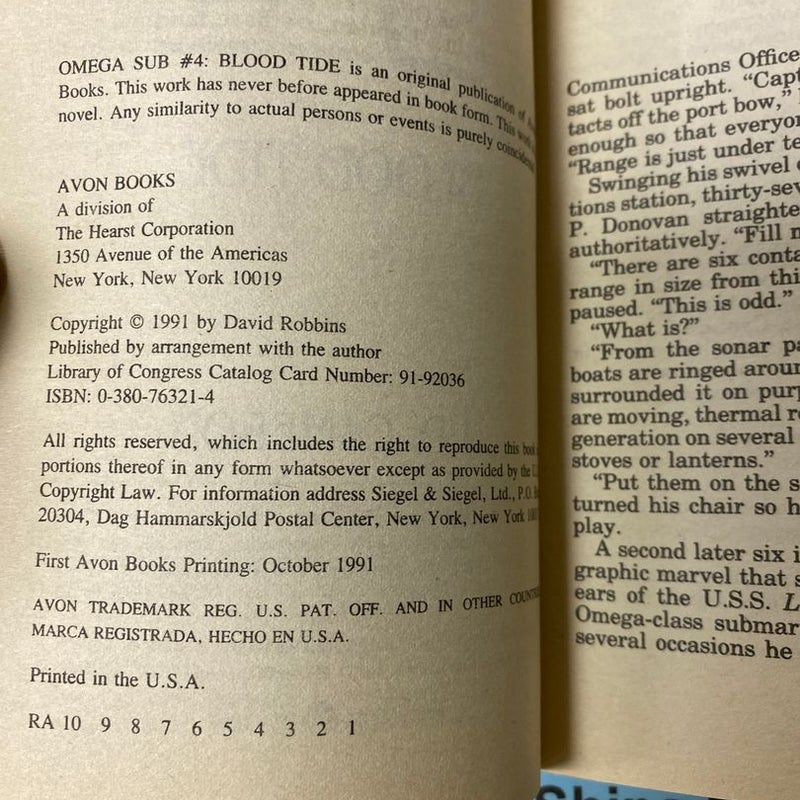 OMEGA SUB #4: BLOOD TIDE is an original publication of
Books. This work has never before appeared in book form. This
novel. Any similarity to actual persons or events is purely coincidental
AVON BOOKS
A division of
The Hearst Corporation
1350 Avenue of the Americas
New York, New York 10019
Copyright © 1991 by David Robbins
Published by arrangement with the author
Library of Congress Catalog Card Number: 91-92036
ISBN: 0-380-76321-4
All rights reserved, which includes the right to reproduce this book
portions thereof in any form whatsoever except as provided by the
Copyright Law. For information address Siegel & Siegel, Ltd., P.O.
20304, Dag Hammarskjold Postal Center, New York, New York
First Avon Books Printing: October 1991
AVON TRADEMARK REG. U.S. PAT. OFF. AND IN OTHER
MARCA REGISTRADA, HECHO EN U.S.A.
Printed in the U.S.A.
RA 10 9 8 7 6 5 4 3 2 1
Communications Office
sat bolt upright. "Capt
tacts off the port bow,"
enough so that everyo
"Range is just under te
Swinging his swivel
tions station, thirty-sev
P. Donovan straighte
authoritatively. "Fill
"There are six conta
range in size from thi
paused. "This is odd."
"What is?"
"From the sonar pa
boats are ringed arou
surrounded it on pur
are moving, thermal r
generation on several
stoves or lanterns."
"Put them on the s
turned his chair so h
play.
A second later six i
graphic marvel that s
ears of the U.S.S. L
Omega-class submar
several occasions he